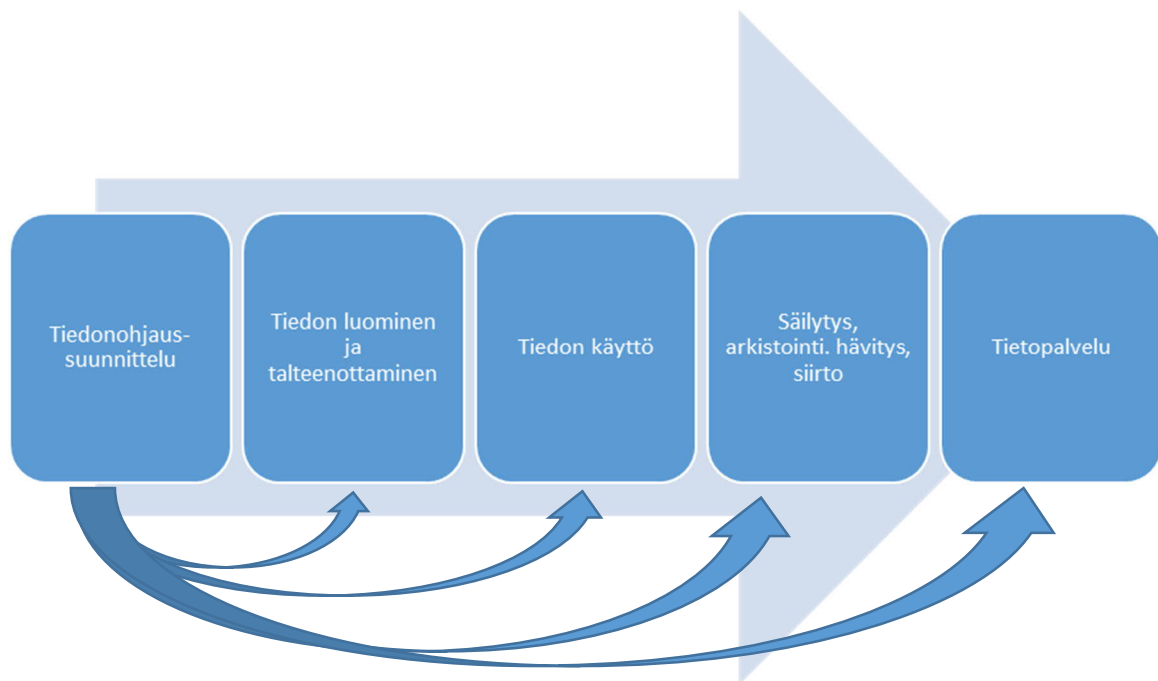 Tiedonohjaus-
suunnittelu
Tiedon luominen
ja
talteenottaminen
Tiedon käyttö
Säilytys,
arkistointi. hävitys,
siirto
Tietopalvelu